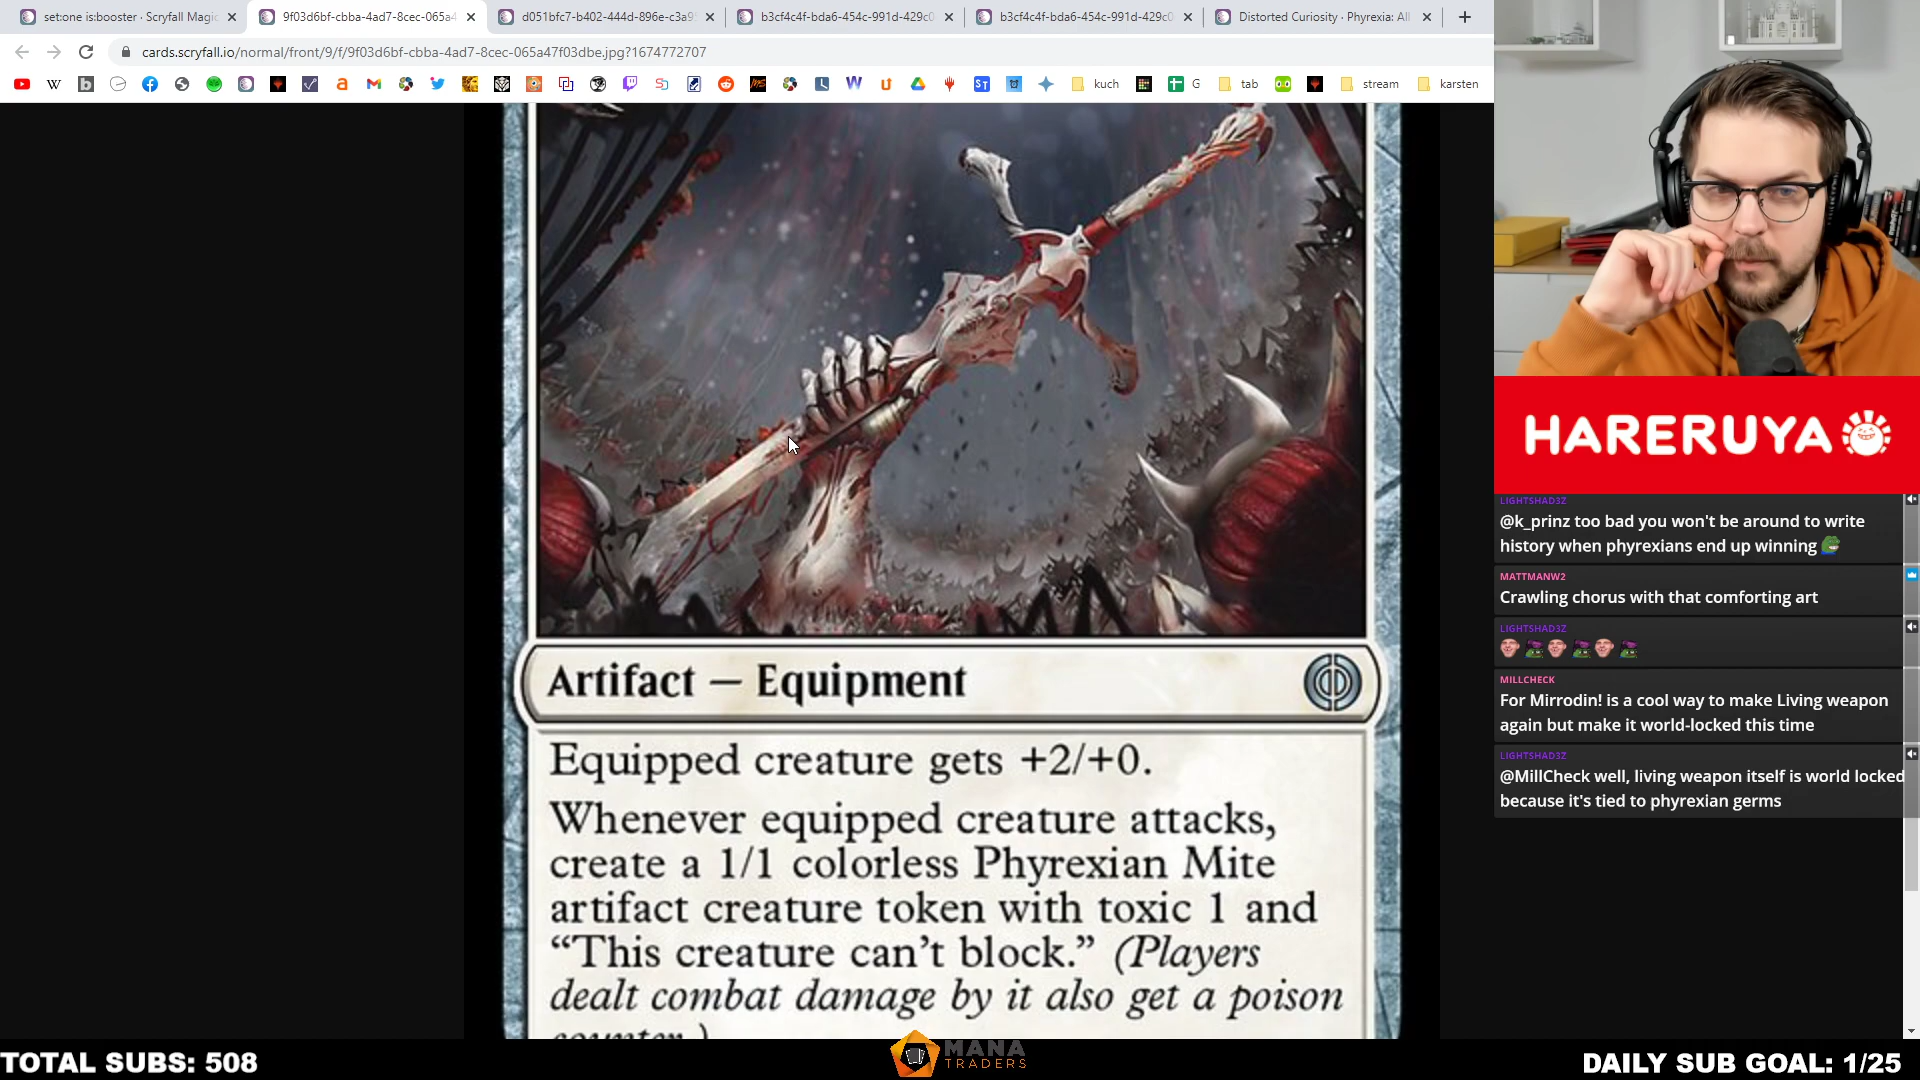 set:one is:booster · Scryfall Magic
9f03d6bf-cbba-4ad7-8cec-065a4
d051bfc7-b402-444d-896e-c3a9
b3cf4c4f-bda6-454c-991d-429c0
b3cf4c4f-bda6-454c-991d-429c0
Distorted Curiosity · Phyrexia: All
cards.scryfall.io/normal/front/9/f/9f03d6bf-cbba-4ad7-8cec-065a47f03dbe.jpg?1674772707
kuch
G
tab
stream
karsten
Artifact — Equipment
Equipped creature gets +2/+0.
Whenever equipped creature attacks,
create a 1/1 colorless Phyrexian Mite
artifact creature token with toxic 1 and
“This creature can’t block.” (Players
dealt combat damage by it also get a poison
counter.)
HARERUYA
LIGHTSHAD3Z
@k_prinz too bad you won't be around to write
history when phyrexians end up winning
MATTMANW2
Crawling chorus with that comforting art
LIGHTSHAD3Z
MILLCHECK
For Mirrodin! is a cool way to make Living weapon
again but make it world-locked this time
LIGHTSHAD3Z
@MillCheck well, living weapon itself is world locked
because it's tied to phyrexian germs
TOTAL SUBS: 508
MANA
TRADERS
DAILY SUB GOAL: 1/25